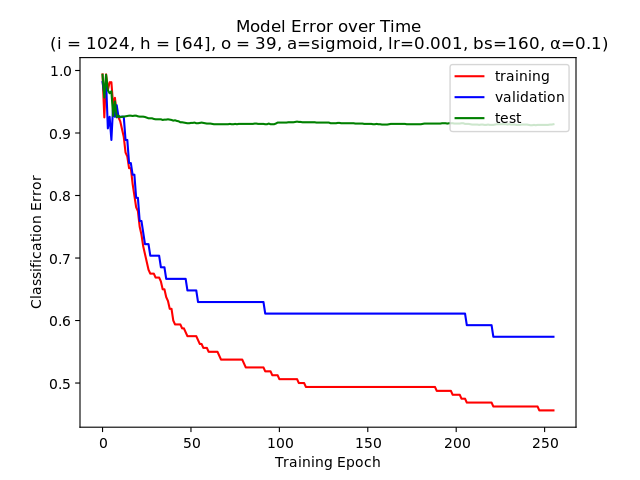 Model Error over Time
(i = 1024, h = [64], o = 39, a=sigmoid, lr=0.001, bs=160, α=0.1)
training
validation
test
1.0
0.9
0.8
0.7
0.6
0.5
Classification Error
0
50
100
150
200
250
Training Epoch